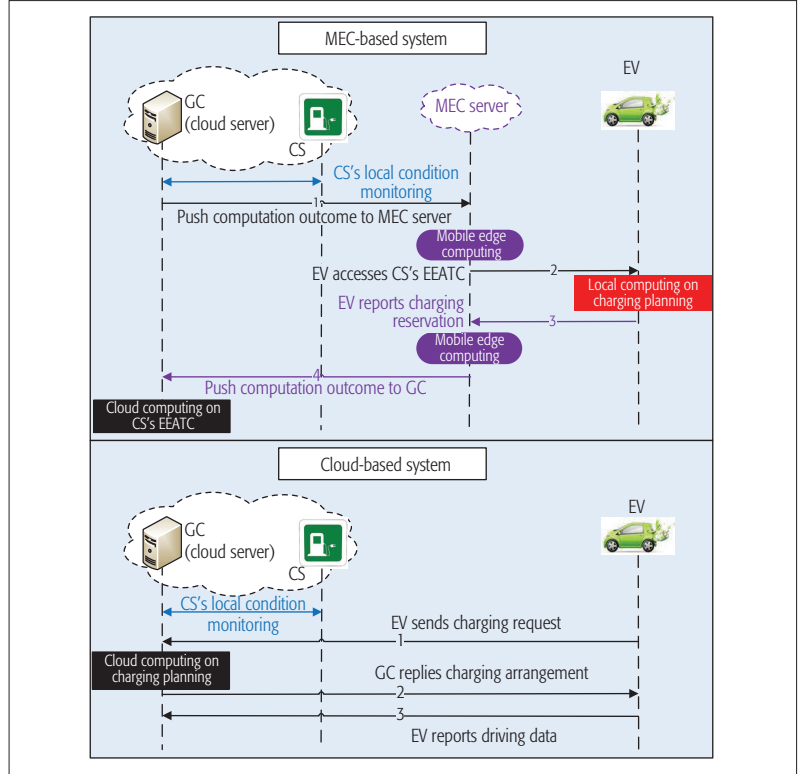 MEC-based system
EV
GC
(cloud server)
CS
MEC server
CS's local condition
monitoring
1
Push computation outcome to MEC server
Mobile edge
computing
EV accesses CS's EEATC
2
Local computing on
charging planning
EV reports charging
reservation
3
Mobile edge
computing
4
Push computation outcome to GC
Cloud computing on
CS's EEATC
Cloud-based system
EV
GC
(cloud server)
CS
CS's local condition
monitoring
EV sends charging request
1
Cloud computing on
charging planning
GC replies charging arrangement
2
3
EV reports driving data